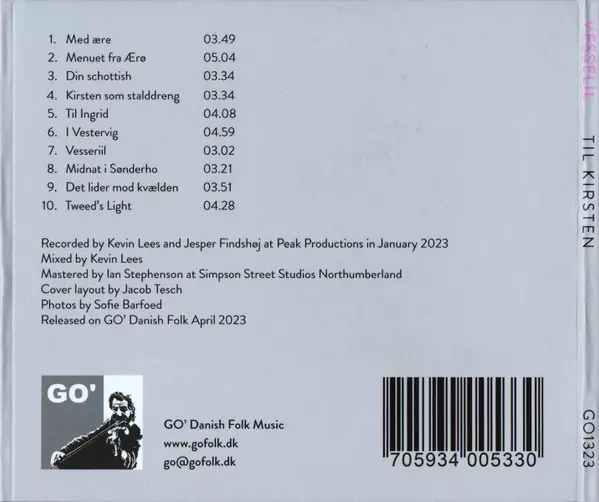 1. Med ære 03.49
2. Menuet fra Ærø 05.04
3. Din schottish 03.34
4. Kirsten som stalddreng 03.34
5. Til Ingrid 04.08
6. I Vestervig 04.59
7. Vesseriil 03.02
8. Midnat i Sønderho 03.21
9. Det lider mod kvælden 03.51
10. Tweed's Light 04.28
Recorded by Kevin Lees and Jesper Findshøj at Peak Productions in January 2023
Mixed by Kevin Lees
Mastered by Ian Stephenson at Simpson Street Studios Northumberland
Cover layout by Jacob Tesch
Photos by Sofie Barfoed
Released on GO' Danish Folk April 2023
GO'
GO' Danish Folk Music
www.gofolk.dk
go@gofolk.dk
705934 005330
VESSELIL TIL KIRSTEN GO1323